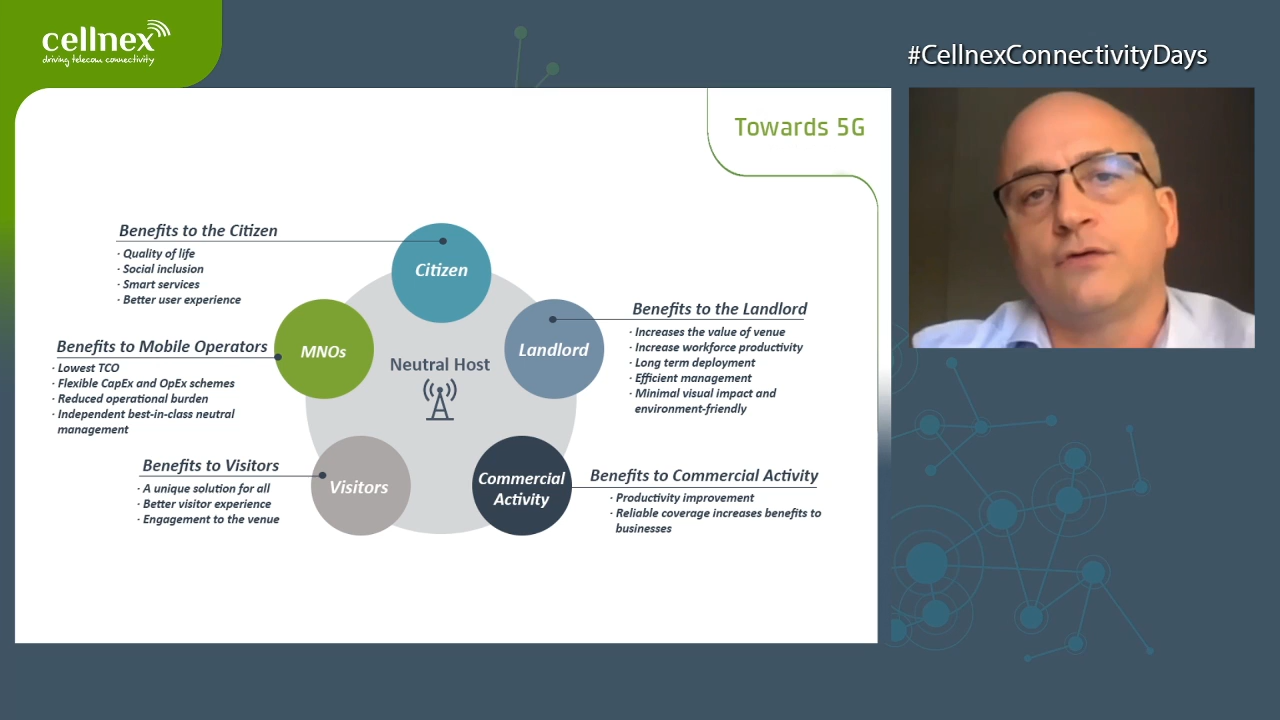 cellnex
driving telecom connectivity
#CellnexConnectivityDays
Towards 5G
Benefits to the Citizen
· Quality of life
· Social inclusion
· Smart services
· Better user experience
Citizen
Benefits to the Landlord
· Increases the value of venue
· Increase workforce productivity
· Long term deployment
· Efficient management
· Minimal visual impact and
environment-friendly
Landlord
Benefits to Mobile Operators
· Lowest TCO
· Flexible CapEx and OpEx schemes
· Reduced operational burden
· Independent best-in-class neutral
management
MNOs
Neutral Host
Benefits to Visitors
· A unique solution for all
· Better visitor experience
· Engagement to the venue
Visitors
Commercial
Activity
Benefits to Commercial Activity
· Productivity improvement
· Reliable coverage increases benefits to
businesses